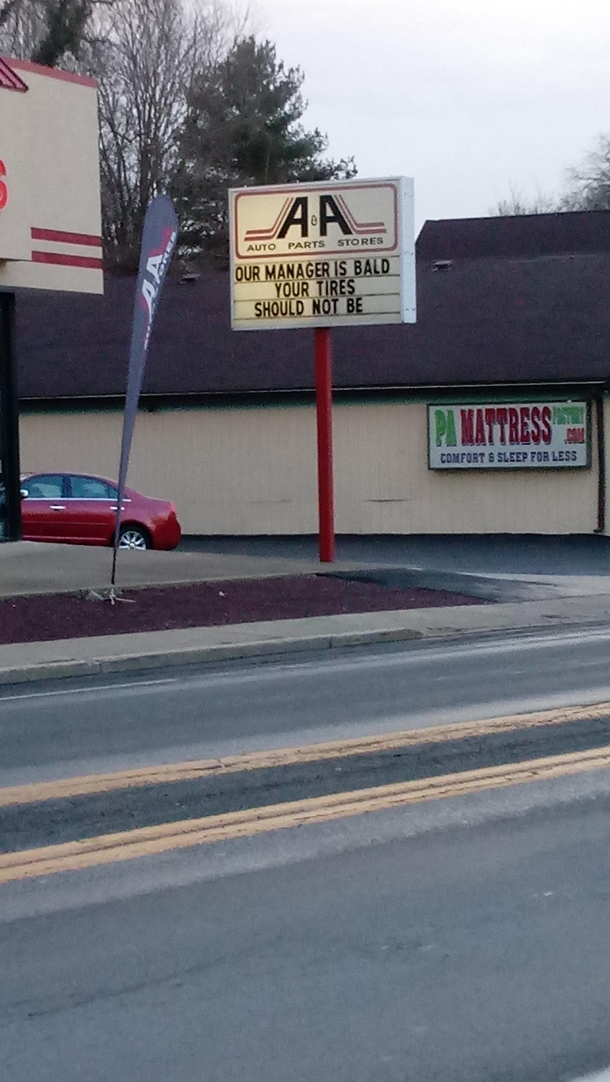 A&A
AUTO PARTS STORES
OUR MANAGER IS BALD
YOUR TIRES
SHOULD NOT BE
A&A
PA MATTRESS FACTORY
.COM
COMFORT & SLEEP FOR LESS